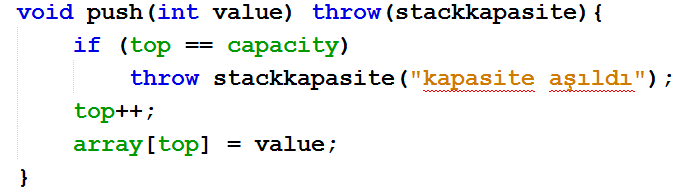 void push(int value) throw(stackkapasite){
if (top == capacity)
throw stackkapasite("kapasite aşıldı");
top++;
array[top] = value;
}